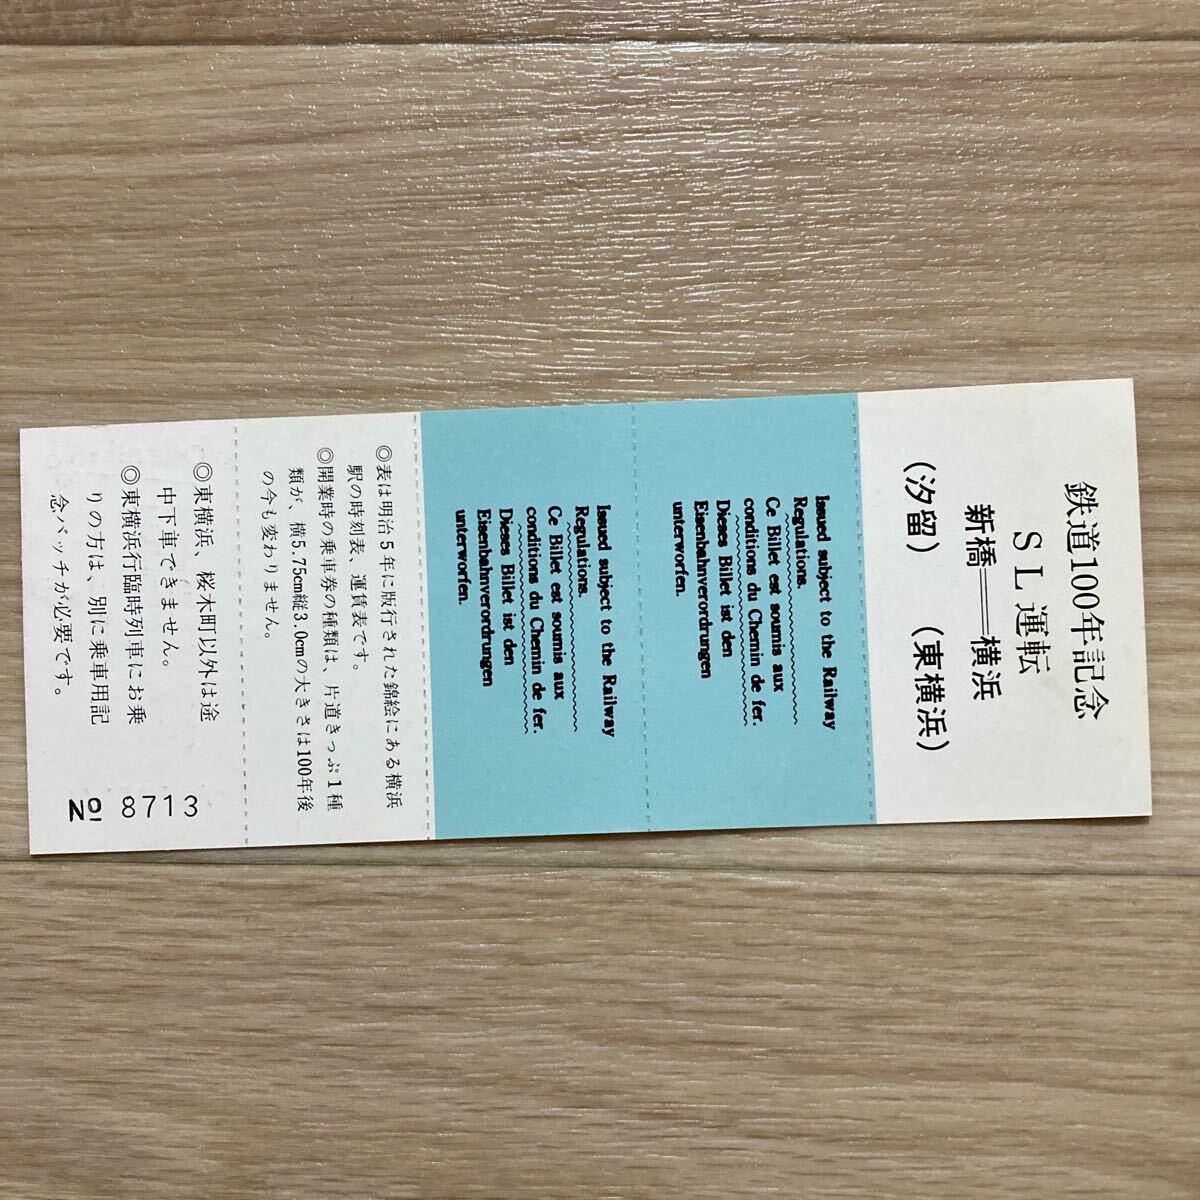 鉄道100年記念
SL運転
新橋＝横浜
（汐留）（東横浜）
Issued subject to the Railway
Regulations.
Ce Billet est soumis aux
conditions du Chemin de fer.
Dieses Billet ist den
Eisenbahnverordrungen
unterworfen.
Issued subject to the Railway
Regulations.
Ce Billet est soumis aux
conditions du Chemin de fer.
Dieses Billet ist den
Eisenbahnverordrungen
unterworfen.
◎表は明治5年に版行された錦絵にある横浜
駅の時刻表、運賃表です。
◎開業時の乗車券の種類は、片道きっぷ1種
類が、横5.75cm縦3.0cmの大きさは100年後
の今も変わりません。
◎東横浜、桜木町以外は途
中下車できません。
◎東横浜行臨時列車にお乗
りの方は、別に乗車用記
念バッチが必要です。
No. 8713